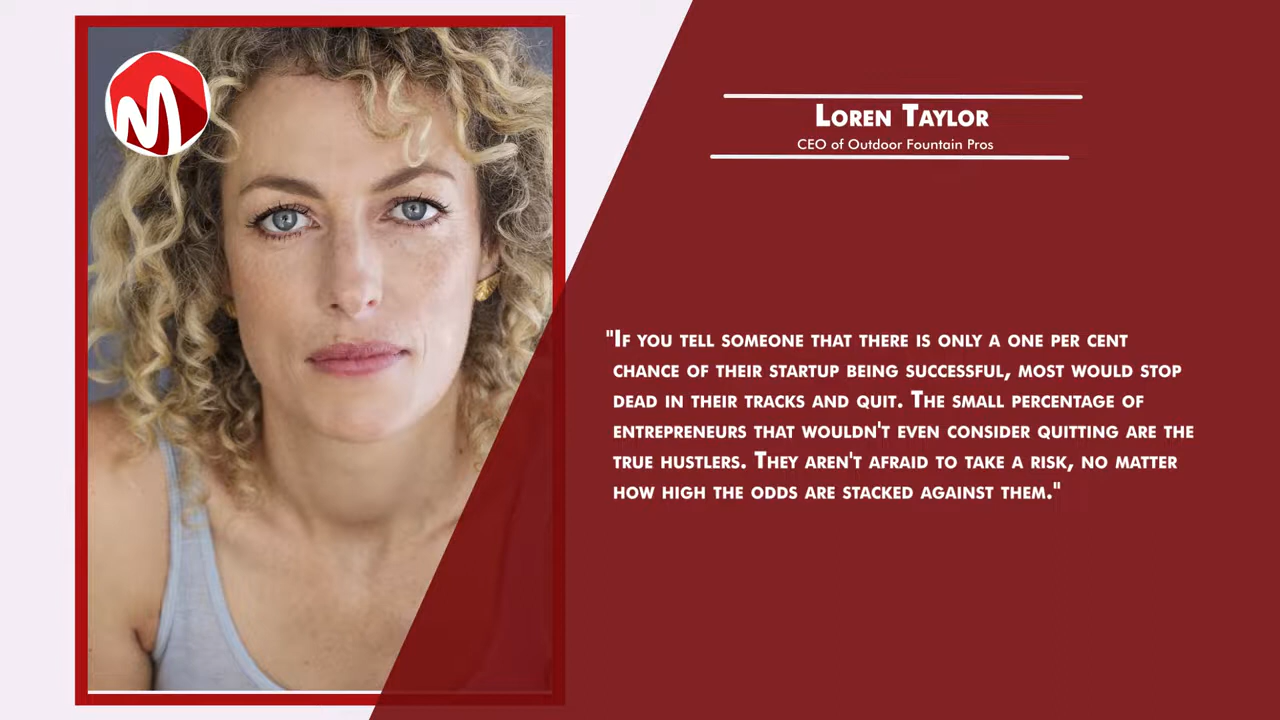 M
Loren Taylor
CEO of Outdoor Fountain Pros
"If you tell someone that there is only a one per cent
chance of their startup being successful, most would stop
dead in their tracks and quit. The small percentage of
entrepreneurs that wouldn't even consider quitting are the
true hustlers. They aren't afraid to take a risk, no matter
how high the odds are stacked against them."